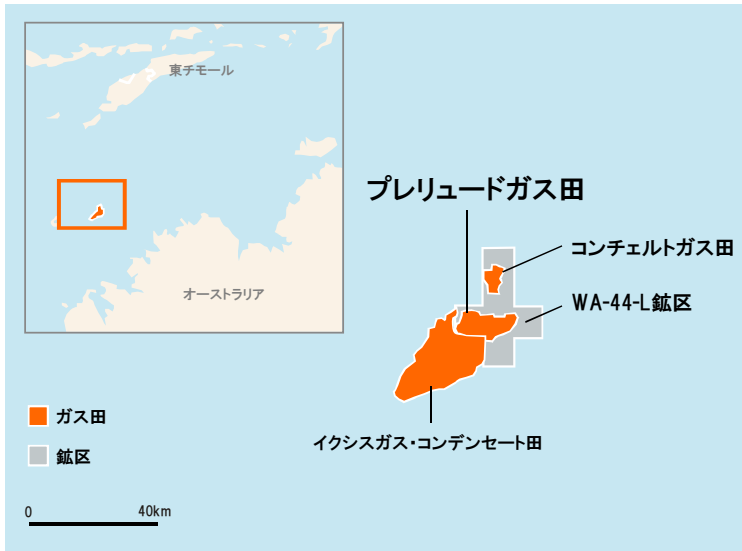 東チモール
オーストラリア
プレリュードガス田
コンチェルトガス田
WA-44-L鉱区
イクシスガス・コンデンセート田
ガス田
鉱区
0 40km